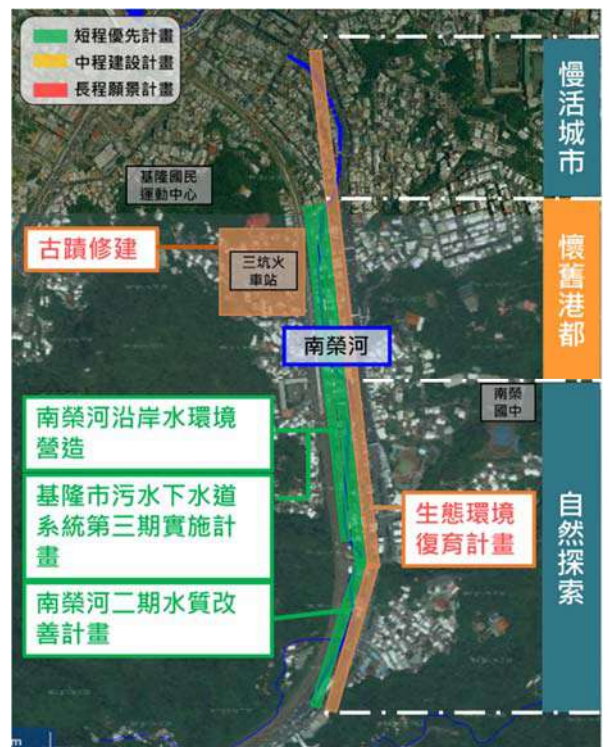 短程優先計畫
中程建設計畫
長程願景計畫
慢活城市
基隆國民
運動中心
古蹟修建
三坑火
車站
懷舊港都
南榮河
南榮
國中
南榮河沿岸水環境
營造
基隆市污水下水道
系統第三期實施計
畫
生態環境
復育計畫
自然探索
南榮河二期水質改
善計畫
m